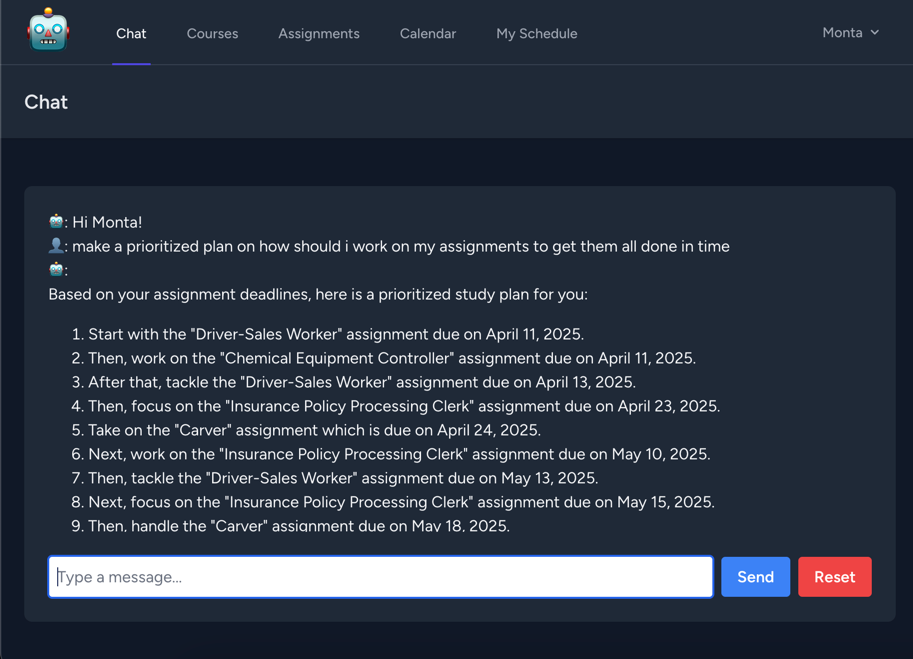 Chat Courses Assignments Calendar My Schedule Monta
Chat
🤖: Hi Monta!
👤: make a prioritized plan on how should i work on my assignments to get them all done in time
🤖:
Based on your assignment deadlines, here is a prioritized study plan for you:
1. Start with the "Driver-Sales Worker" assignment due on April 11, 2025.
2. Then, work on the "Chemical Equipment Controller" assignment due on April 11, 2025.
3. After that, tackle the "Driver-Sales Worker" assignment due on April 13, 2025.
4. Then, focus on the "Insurance Policy Processing Clerk" assignment due on April 23, 2025.
5. Take on the "Carver" assignment which is due on April 24, 2025.
6. Next, work on the "Insurance Policy Processing Clerk" assignment due on May 10, 2025.
7. Then, tackle the "Driver-Sales Worker" assignment due on May 13, 2025.
8. Next, focus on the "Insurance Policy Processing Clerk" assignment due on May 15, 2025.
9. Then, handle the "Carver" assignment due on May 18, 2025.
Type a message... Send Reset